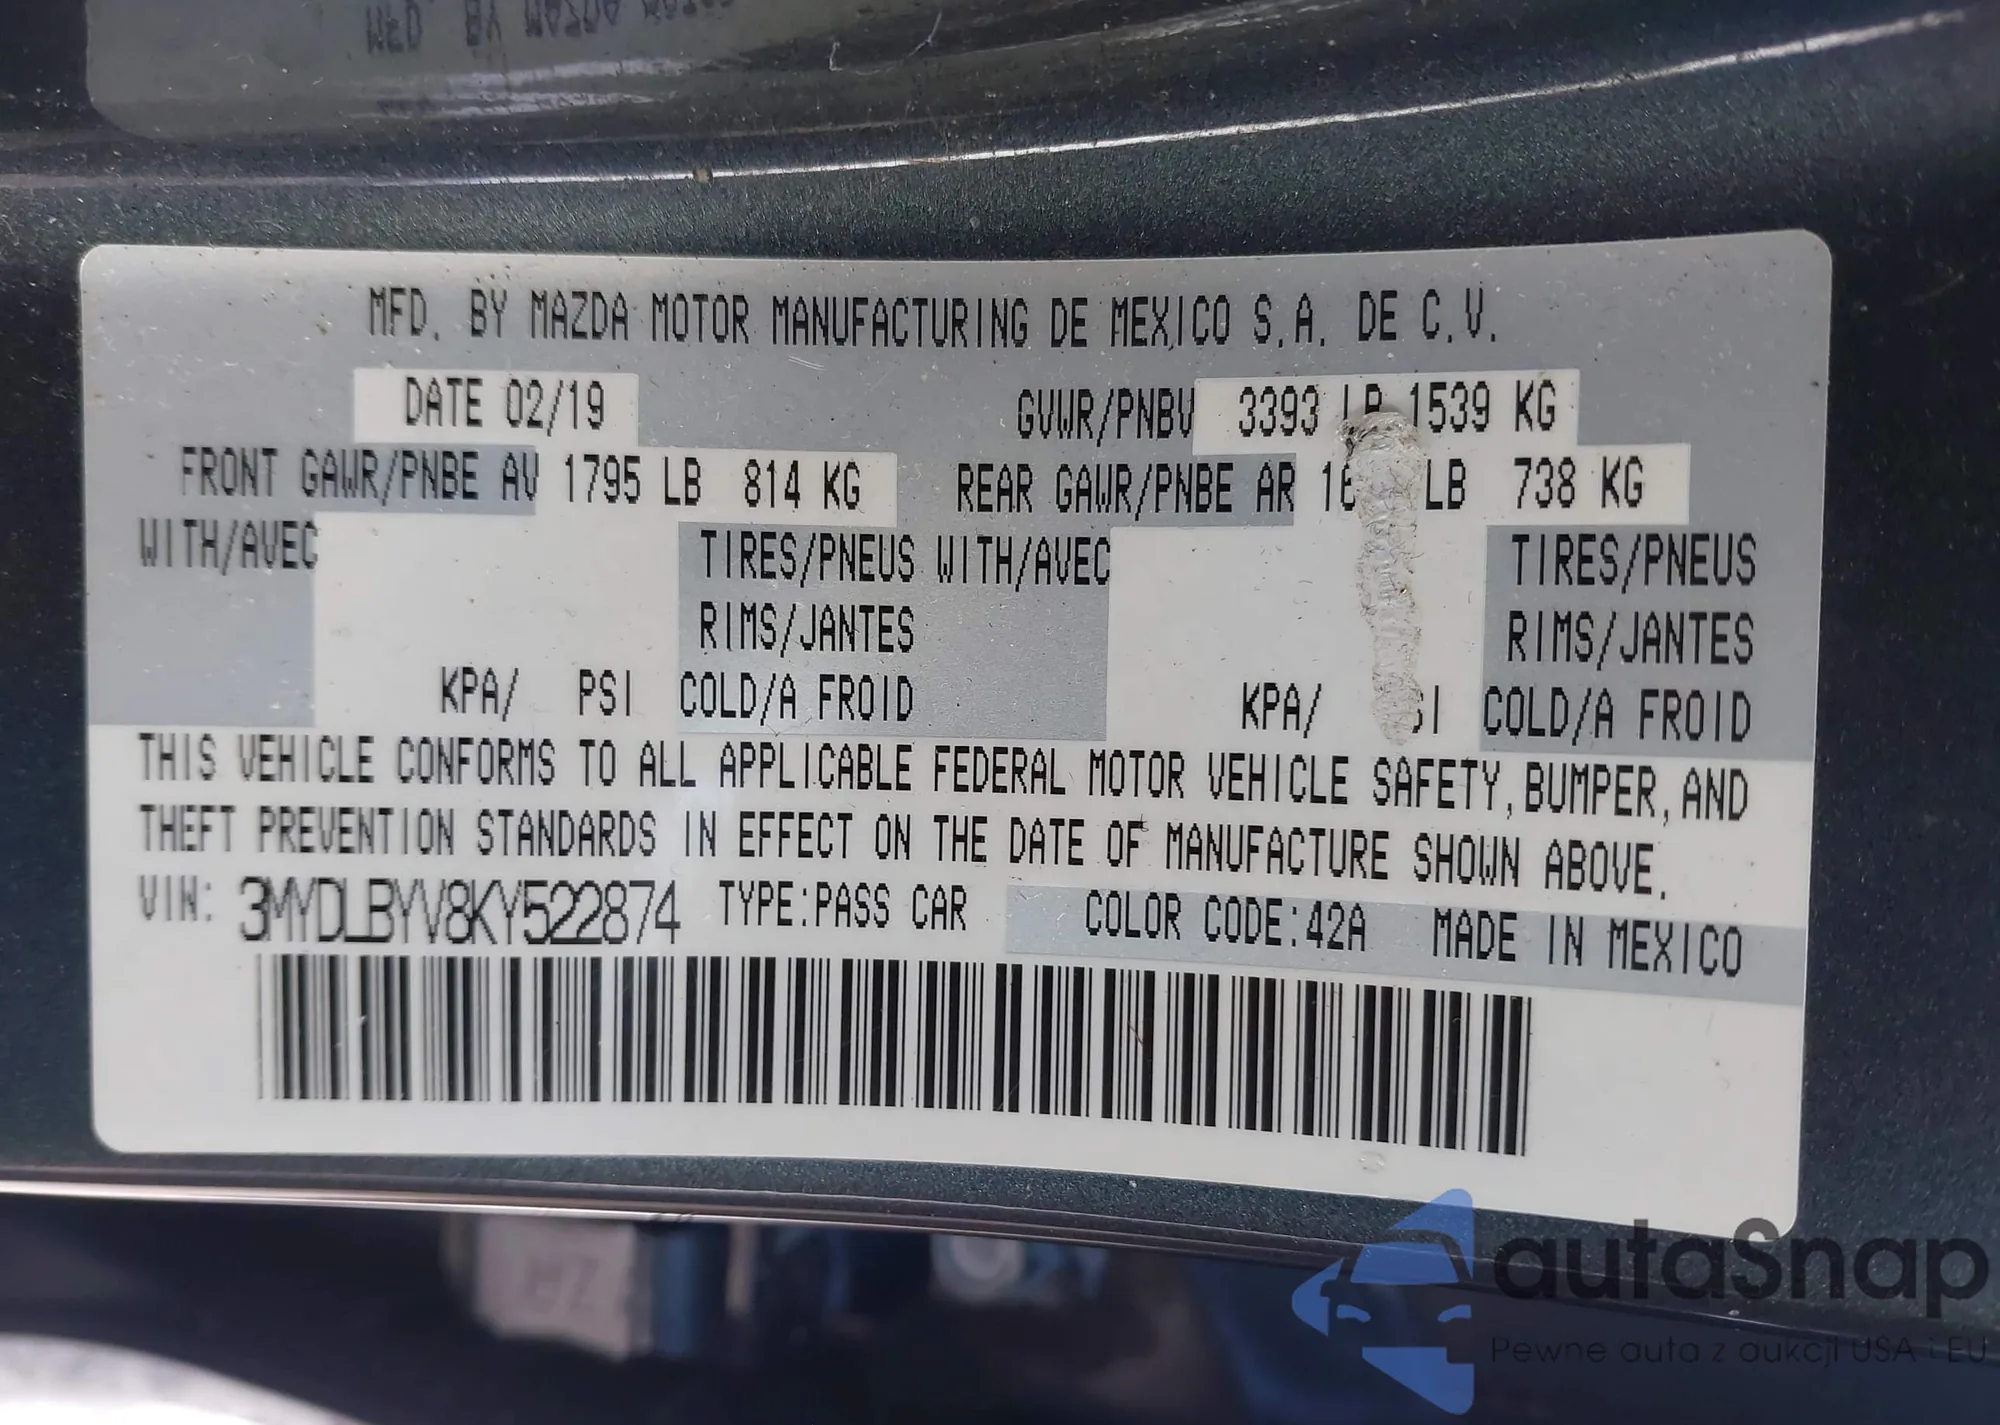 MFD. BY MAZDA MOTOR MANUFACTURING DE MEXICO S.A. DE C.V.
DATE 02/19 GVWR/PNBV 3393 LB 1539 KG
FRONT GAWR/PNBE AV 1795 LB 814 KG REAR GAWR/PNBE AR LB 738 KG
WITH/AVEC TIRES/PNEUS WITH/AVEC TIRES/PNEUS
RIMS/JANTES RIMS/JANTES
KPA/ PSI COLD/A FROID KPA/ COLD/A FROID
THIS VEHICLE CONFORMS TO ALL APPLICABLE FEDERAL MOTOR VEHICLE SAFETY, BUMPER, AND
THEFT PREVENTION STANDARDS IN EFFECT ON THE DATE OF MANUFACTURE SHOWN ABOVE.
VIN: 3MYDLBYV8KY522874 TYPE:PASS CAR COLOR CODE:42A MADE IN MEXICO
autaSnap
Pewne auta z aukcji USA i EU